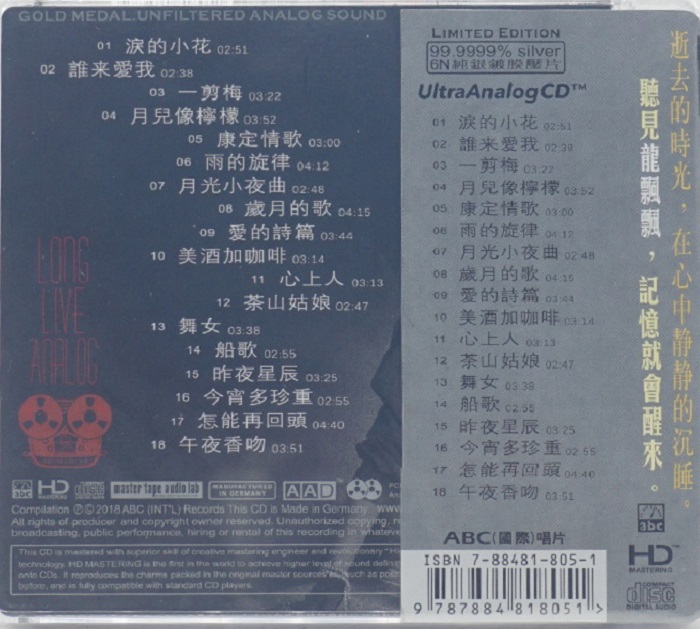 GOLD MEDAL.UNFILTERED ANALOG SOUND
01 淚的小花 02:51
02 誰来愛我 02:38
03 一剪梅 03:22
04 月兒像檸檬 03:52
05 康定情歌 03:00
06 雨的旋律 04:12
07 月光小夜曲 02:48
08 歲月的歌 04:15
09 愛的詩篇 03:44
10 美酒加咖啡 03:14
11 心上人 03:13
12 茶山姑娘 02:47
13 舞女 03:38
14 船歌 02:55
15 昨夜星辰 03:25
16 今宵多珍重 02:55
17 怎能再回頭 04:40
18 午夜香吻 03:51
LONG
LIVE
ANALOG
abc
HD
MASTERING
master tape audio lab
MANUFACTURED
IN GERMANY
AAD
Compilation ℗©2018 ABC (INT'L) Records This CD is Made in Germany
All rights of producer and copyright owner reserved. Unauthorized copying,
broadcasting, public performance, hiring or rental of this recording in
This CD is mastered with superior skill of creative mastering engineer and revolutionary
technology. HD MASTERING is the first in the world to achieve higher level of sound
onto CDs. It reproduces the charms packed in the original master sources
before, and is fully compatible with standard CD players.
LIMITED EDITION
99.9999% silver
6N純銀鍍膜壓片
UltraAnalogCD™
01 淚的小花 02:51
02 誰来愛我 02:38
03 一剪梅 03:22
04 月兒像檸檬 03:52
05 康定情歌 03:00
06 雨的旋律 04:12
07 月光小夜曲 02:48
08 歲月的歌 04:15
09 愛的詩篇 03:44
10 美酒加咖啡 03:14
11 心上人 03:13
12 茶山姑娘 02:47
13 舞女 03:38
14 船歌 02:55
15 昨夜星辰 03:25
16 今宵多珍重 02:55
17 怎能再回頭 04:40
18 午夜香吻 03:51
ABC(國際)唱片
ISBN 7-88481-805-1
9 787884 818051 >
逝去的時光，在心中静静的沉睡。
聽見龍飄飄，記憶就會醒來。
abc
HD™
MASTERING
COMPACT
disc
DIGITAL AUDIO